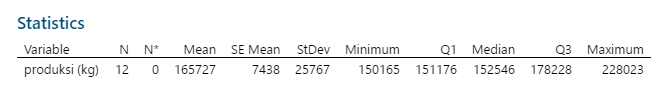 Statistics
Variable N N* Mean SE Mean StDev Minimum Q1 Median Q3 Maximum
produksi (kg) 12 0 165727 7438 25767 150165 151176 152546 178228 228023